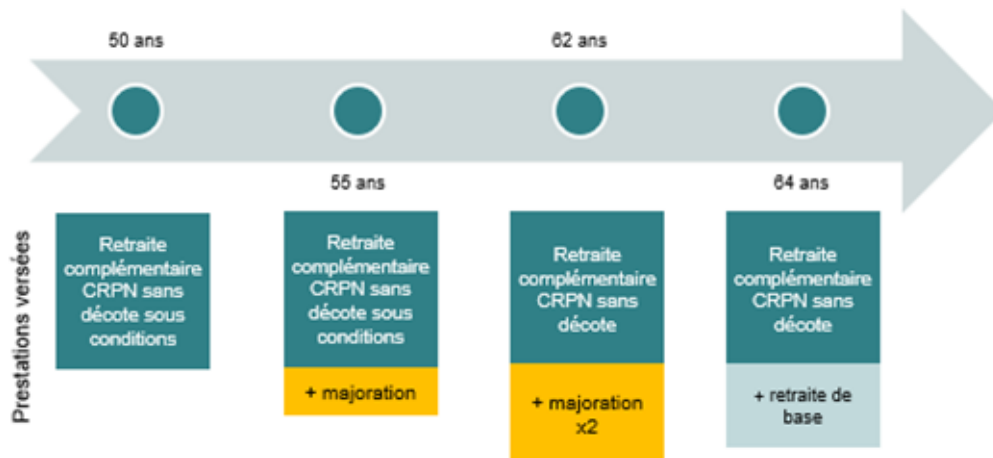 50 ans
62 ans
55 ans
64 ans
Prestations versées
Retraite
complémentaire
CRPN sans
décote sous
conditions
Retraite
complémentaire
CRPN sans
décote sous
conditions
+ majoration
Retraite
complémentaire
CRPN sans
décote
+ majoration
x2
Retraite
complémentaire
CRPN sans
décote
+ retraite de
base